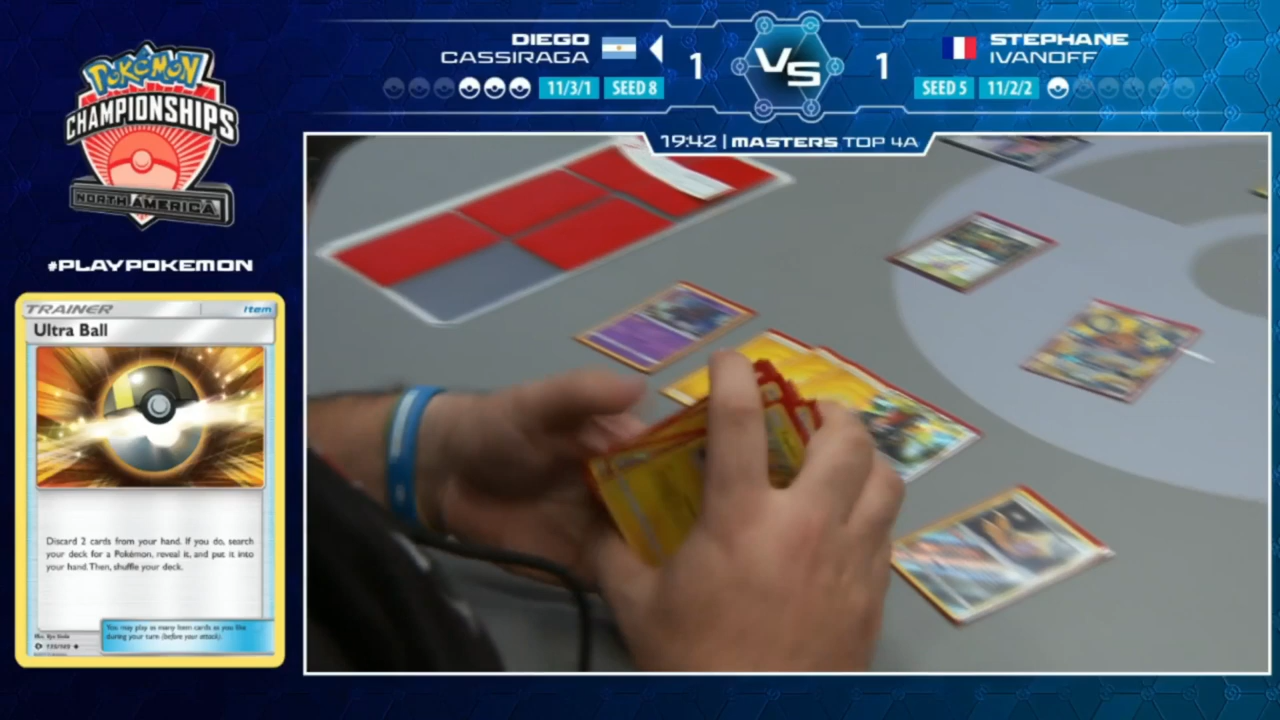 POKÉMON
CHAMPIONSHIPS
NORTH AMERICA
#PLAYPOKEMON
DIEGO
CASSIRAGA
11/3/1
SEED 8
1
VS
1
STEPHANE
IVANOFF
SEED 5
11/2/2
19:42 | MASTERS TOP 4A
TRAINER
Item
Ultra Ball
Discard 2 cards from your hand. If you do, search
your deck for a Pokémon, reveal it, and put it into
your hand. Then, shuffle your deck.
You may play as many Item cards as you like
during your turn (before your attack).
135/149